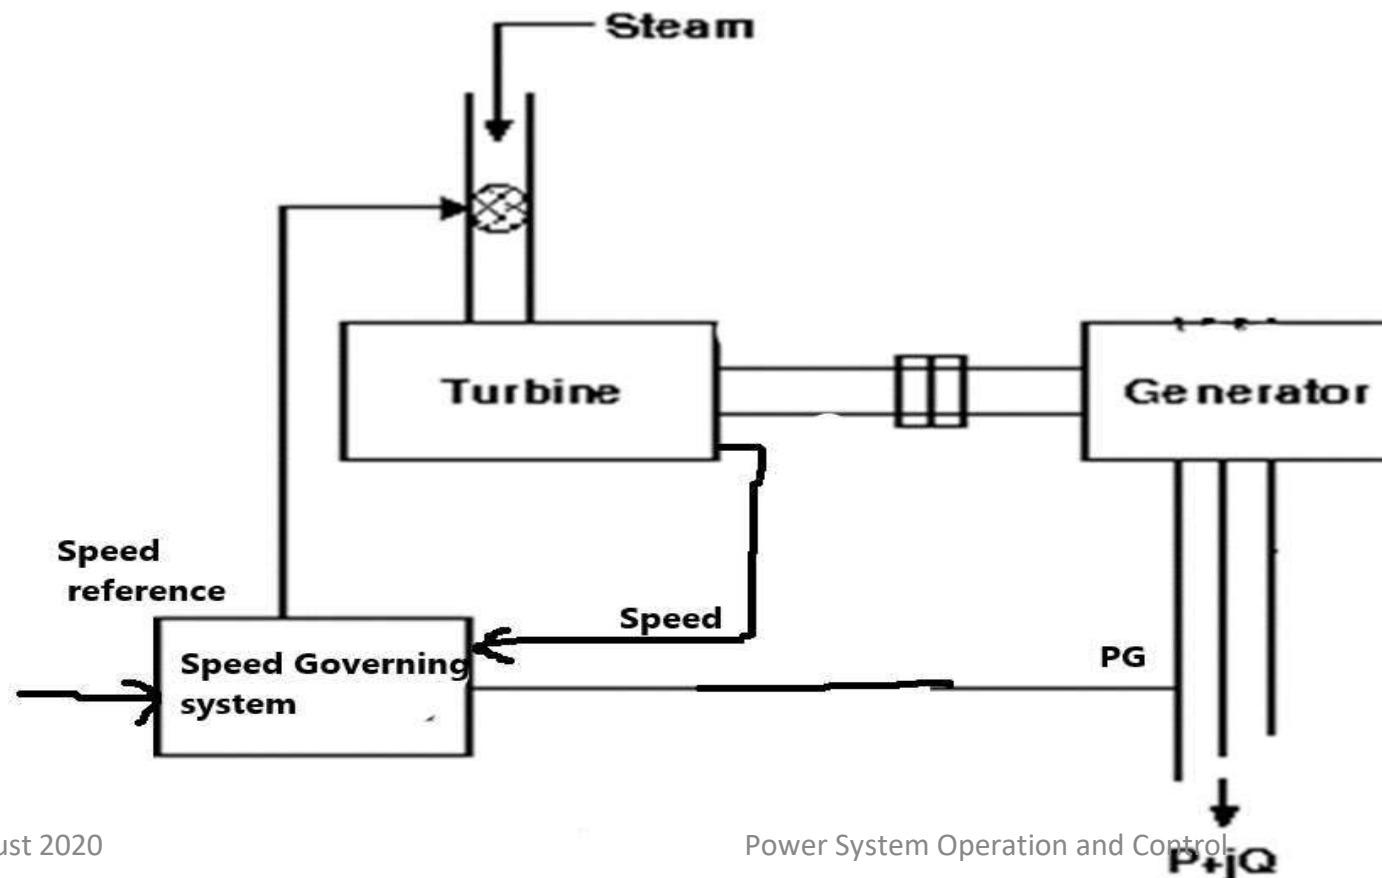 Steam
Turbine
Generator
Speed
reference
Speed
Speed Governing
system
PG
ust 2020
Power System Operation and Control
P+jQ